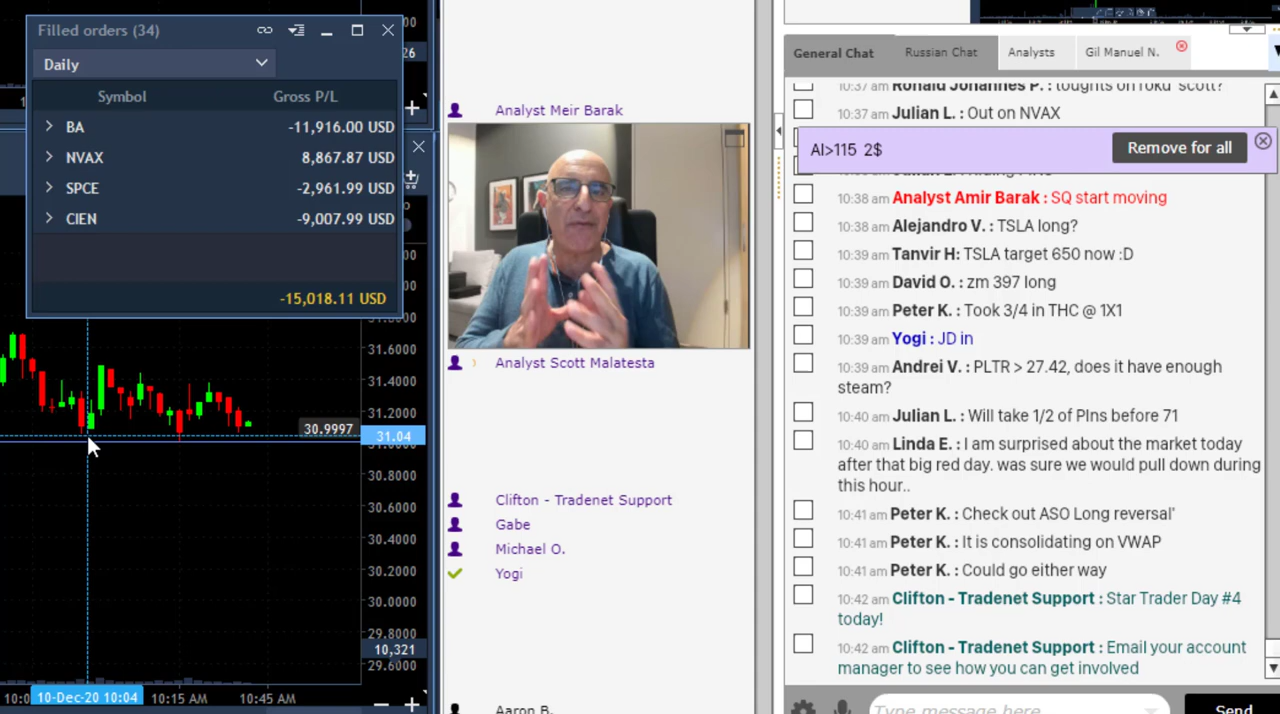 Filled orders (34)
Daily
Symbol Gross P/L
BA -11,916.00 USD
NVAX 8,867.87 USD
SPCE -2,961.99 USD
CIEN -9,007.99 USD
-15,018.11 USD
26
31.6000
31.4000
31.2000
30.9997
31.04
30.8000
30.6000
30.4000
30.2000
30.0000
29.8000
10,321
29.6000
10-Dec-20 10:04
10:15 AM
10:45 AM
Analyst Meir Barak
Analyst Scott Malatesta
Clifton - Tradenet Support
Gabe
Michael O.
Yogi
Aaron B.
General Chat
Russian Chat
Analysts
Gil Manuel N.
10:37 am Ronald Johannes P. : toughts on roku scott?
10:37 am Julian L. : Out on NVAX
AI>115 2$
Remove for all
10:38 am Analyst Amir Barak : SQ start moving
10:38 am Alejandro V. : TSLA long?
10:39 am Tanvir H: TSLA target 650 now :D
10:39 am David O. : zm 397 long
10:39 am Peter K. : Took 3/4 in THC @ 1X1
10:39 am Yogi : JD in
10:39 am Andrei V. : PLTR > 27.42, does it have enough
steam?
10:40 am Julian L. : Will take 1/2 of PIns before 71
10:40 am Linda E. : I am surprised about the market today
after that big red day. was sure we would pull down during
this hour..
10:41 am Peter K. : Check out ASO Long reversal'
10:41 am Peter K. : It is consolidating on VWAP
10:41 am Peter K. : Could go either way
10:42 am Clifton - Tradenet Support : Star Trader Day #4
today!
10:42 am Clifton - Tradenet Support : Email your account
manager to see how you can get involved
Type message here
Send